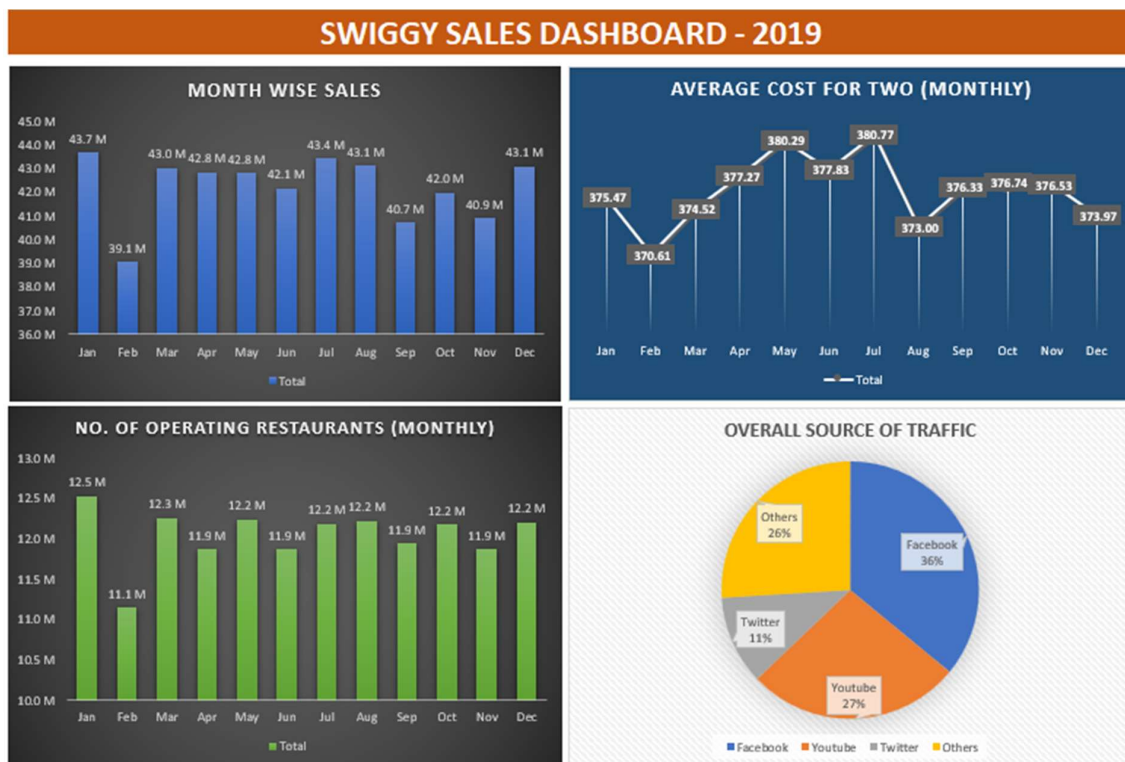 SWIGGY SALES DASHBOARD - 2019
MONTH WISE SALES
45.0 M
44.0 M
43.0 M
42.0 M
41.0 M
40.0 M
39.0 M
38.0 M
37.0 M
36.0 M
43.7 M
39.1 M
43.0 M
42.8 M
42.8 M
42.1 M
43.4 M
43.1 M
40.7 M
42.0 M
40.9 M
43.1 M
Jan Feb Mar Apr May Jun Jul Aug Sep Oct Nov Dec
Total
AVERAGE COST FOR TWO (MONTHLY)
375.47
370.61
374.52
377.27
380.29
377.83
380.77
373.00
376.33
376.74
376.53
373.97
Jan Feb Mar Apr May Jun Jul Aug Sep Oct Nov Dec
Total
NO. OF OPERATING RESTAURANTS (MONTHLY)
13.0 M
12.5 M
12.0 M
11.5 M
11.0 M
10.5 M
10.0 M
12.5 M
11.1 M
12.3 M
11.9 M
12.2 M
11.9 M
12.2 M
12.2 M
11.9 M
12.2 M
11.9 M
12.2 M
Jan Feb Mar Apr May Jun Jul Aug Sep Oct Nov Dec
Total
OVERALL SOURCE OF TRAFFIC
Others
26%
Facebook
36%
Twitter
11%
Youtube
27%
Facebook Youtube Twitter Others